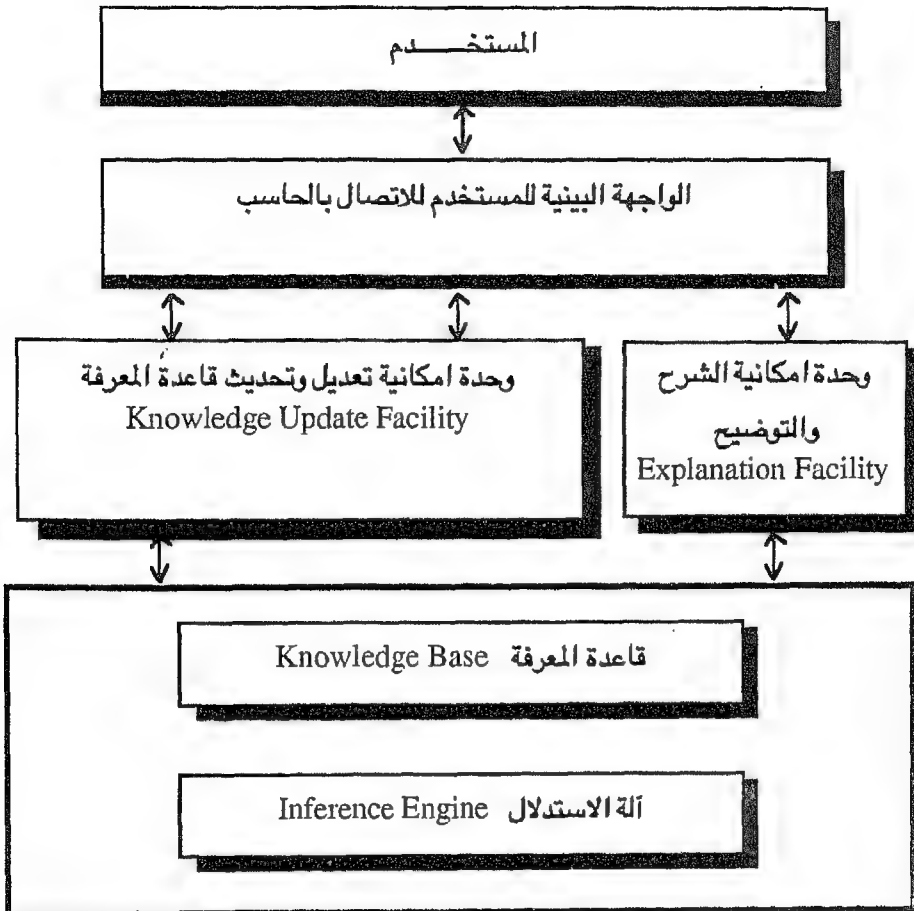 المستخـــدم
الواجهة البينية للمستخدم للاتصال بالحاسب
وحدة امكانية الشرح
والتوضيح
Explanation Facility
وحدة امكانية تعديل وتحديث قاعدة المعرفة
Knowledge Update Facility
قاعدة المعرفة Knowledge Base
آلة الاستدلال Inference Engine